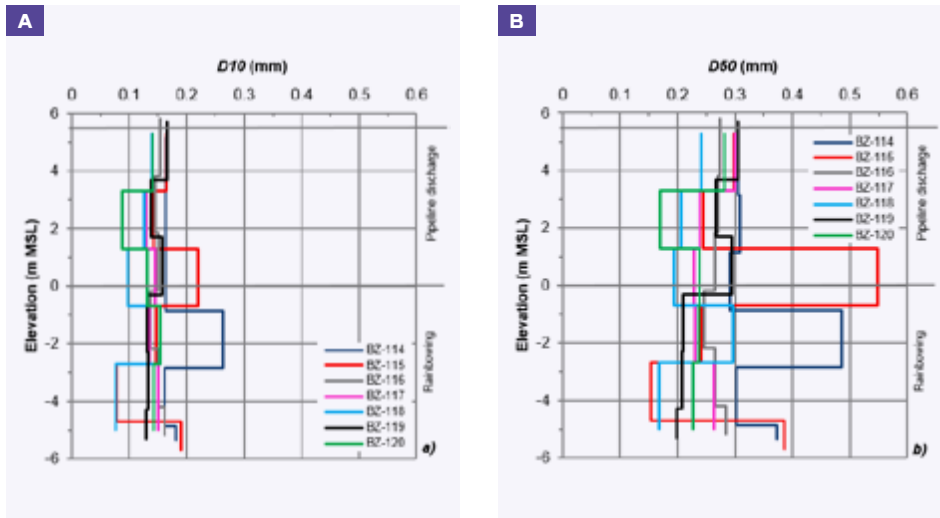 A
D10 (mm)
0 0.1 0.2 0.3 0.4 0.5 0.6
6
4
2
0
-2
-4
-6
Elevation (m MSL)
Pipeline discharge
Rainbowing
BZ-114
BZ-115
BZ-116
BZ-117
BZ-118
BZ-119
BZ-120
a)
B
D50 (mm)
0 0.1 0.2 0.3 0.4 0.5 0.6
6
4
2
0
-2
-4
-6
Elevation (m MSL)
Pipeline discharge
Rainbowing
BZ-114
BZ-115
BZ-116
BZ-117
BZ-118
BZ-119
BZ-120
b)